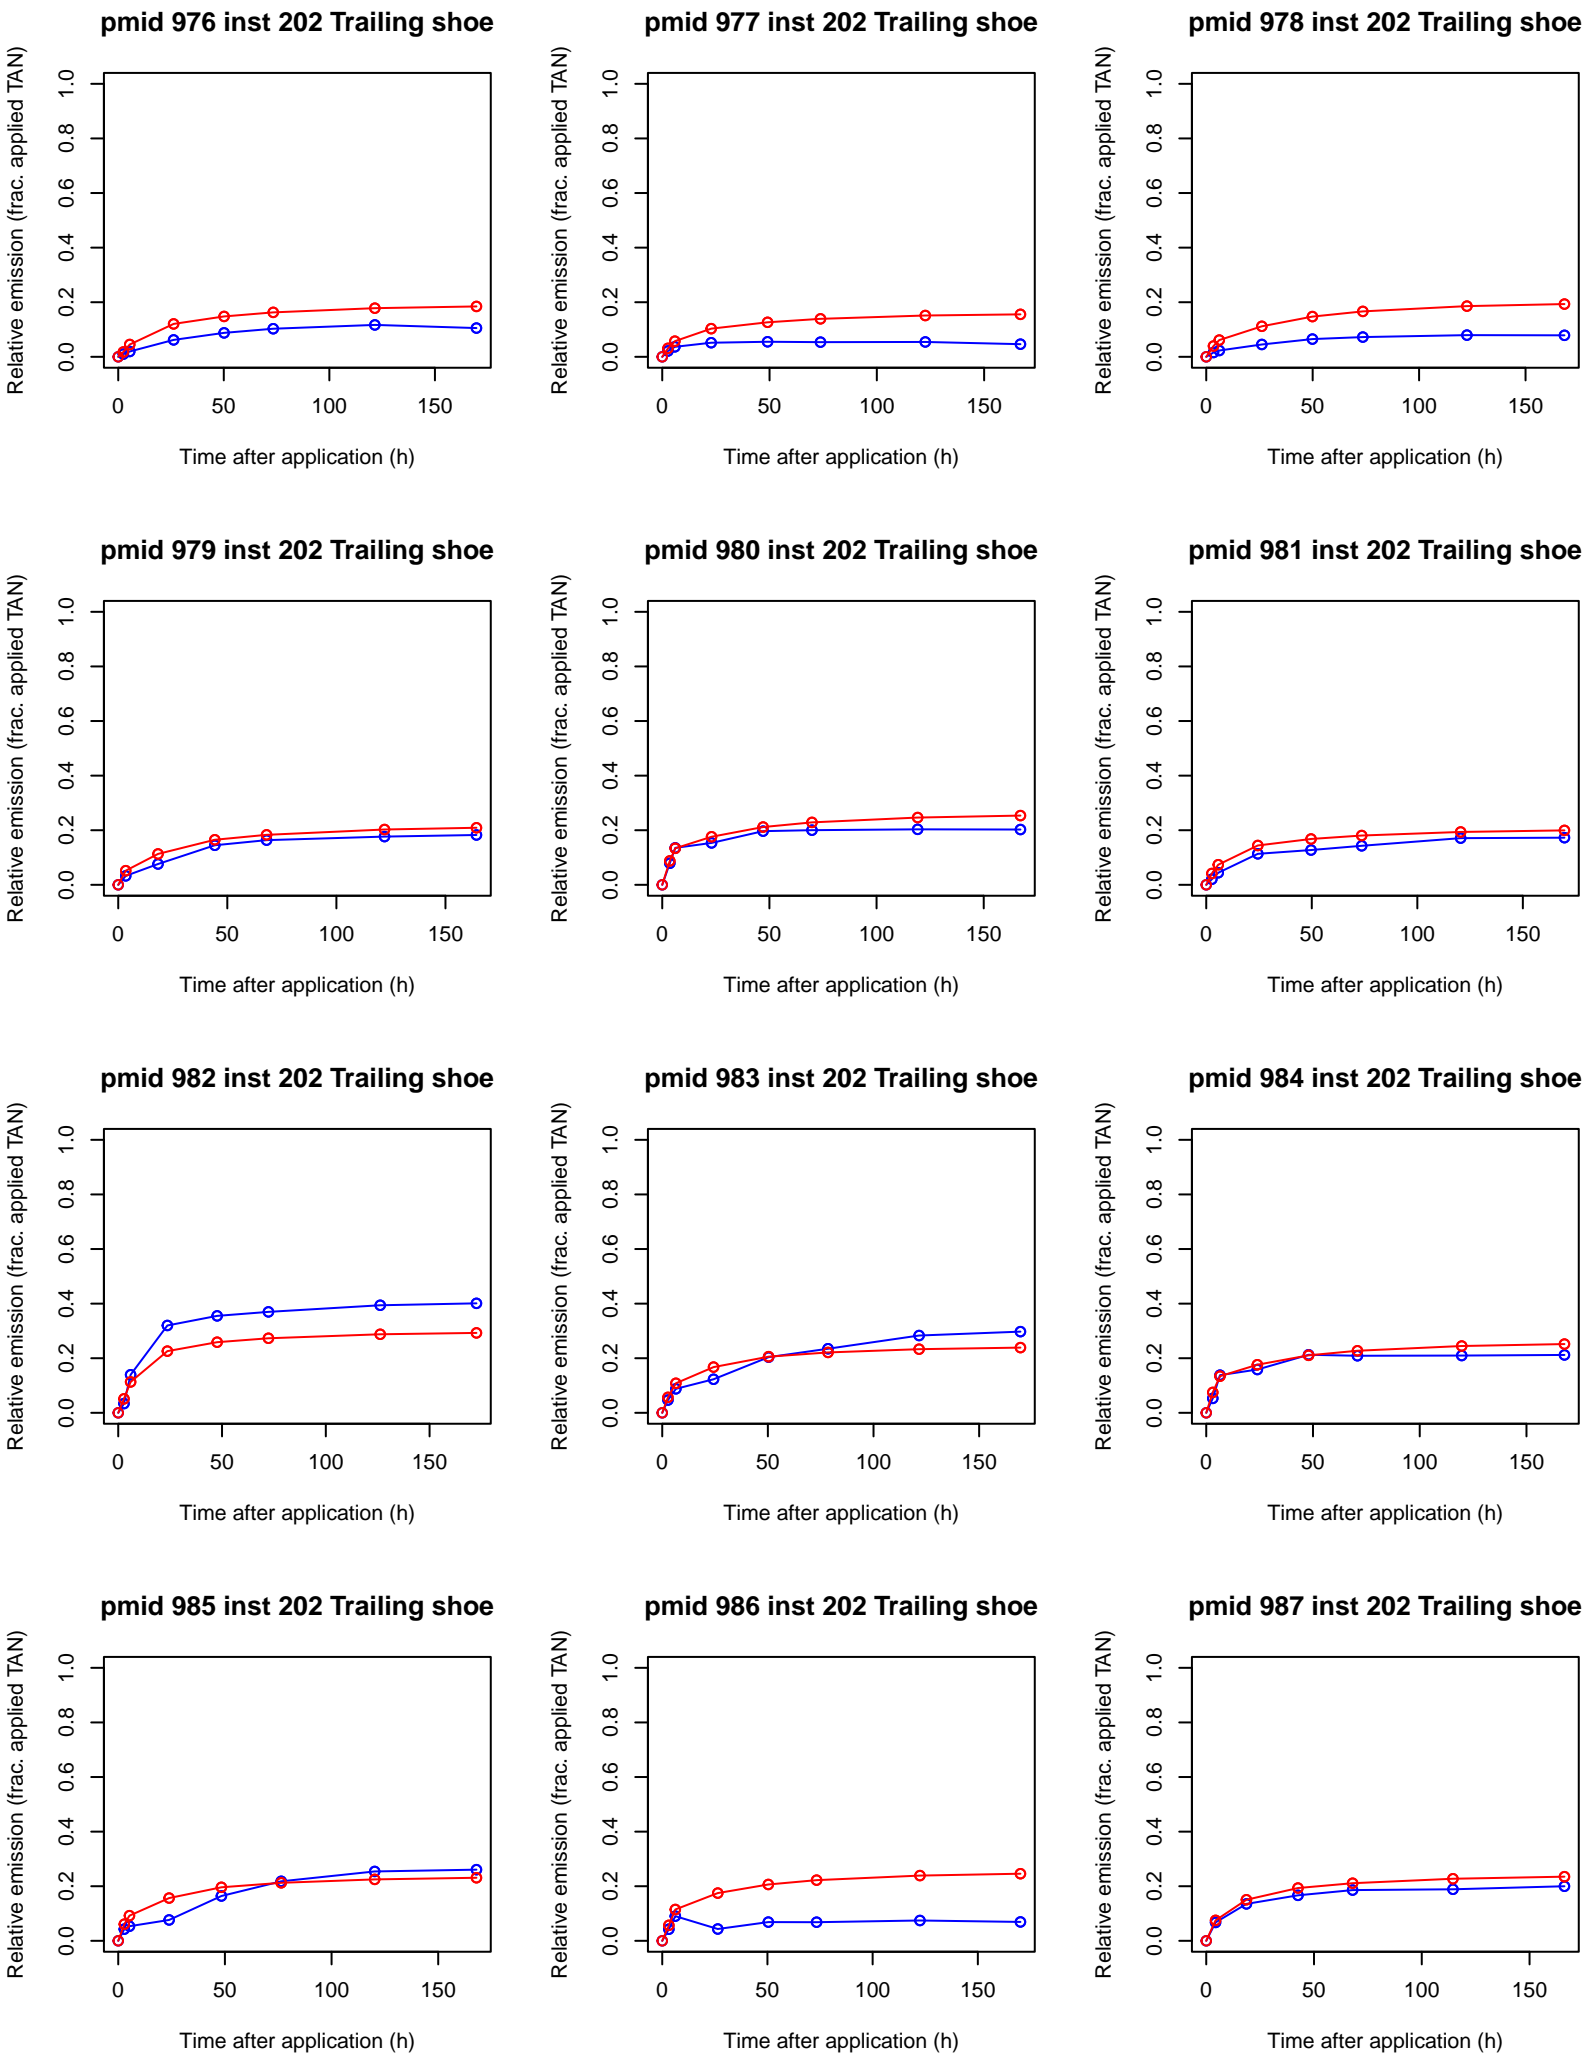 pmid 976 inst 202 Trailing shoe
Relative emission (frac. applied TAN)
1.0
0.8
0.6
0.4
0.2
0.0
0 50 100 150
Time after application (h)
pmid 977 inst 202 Trailing shoe
Relative emission (frac. applied TAN)
1.0
0.8
0.6
0.4
0.2
0.0
0 50 100 150
Time after application (h)
pmid 978 inst 202 Trailing shoe
Relative emission (frac. applied TAN)
1.0
0.8
0.6
0.4
0.2
0.0
0 50 100 150
Time after application (h)
pmid 979 inst 202 Trailing shoe
Relative emission (frac. applied TAN)
1.0
0.8
0.6
0.4
0.2
0.0
0 50 100 150
Time after application (h)
pmid 980 inst 202 Trailing shoe
Relative emission (frac. applied TAN)
1.0
0.8
0.6
0.4
0.2
0.0
0 50 100 150
Time after application (h)
pmid 981 inst 202 Trailing shoe
Relative emission (frac. applied TAN)
1.0
0.8
0.6
0.4
0.2
0.0
0 50 100 150
Time after application (h)
pmid 982 inst 202 Trailing shoe
Relative emission (frac. applied TAN)
1.0
0.8
0.6
0.4
0.2
0.0
0 50 100 150
Time after application (h)
pmid 983 inst 202 Trailing shoe
Relative emission (frac. applied TAN)
1.0
0.8
0.6
0.4
0.2
0.0
0 50 100 150
Time after application (h)
pmid 984 inst 202 Trailing shoe
Relative emission (frac. applied TAN)
1.0
0.8
0.6
0.4
0.2
0.0
0 50 100 150
Time after application (h)
pmid 985 inst 202 Trailing shoe
Relative emission (frac. applied TAN)
1.0
0.8
0.6
0.4
0.2
0.0
0 50 100 150
Time after application (h)
pmid 986 inst 202 Trailing shoe
Relative emission (frac. applied TAN)
1.0
0.8
0.6
0.4
0.2
0.0
0 50 100 150
Time after application (h)
pmid 987 inst 202 Trailing shoe
Relative emission (frac. applied TAN)
1.0
0.8
0.6
0.4
0.2
0.0
0 50 100 150
Time after application (h)